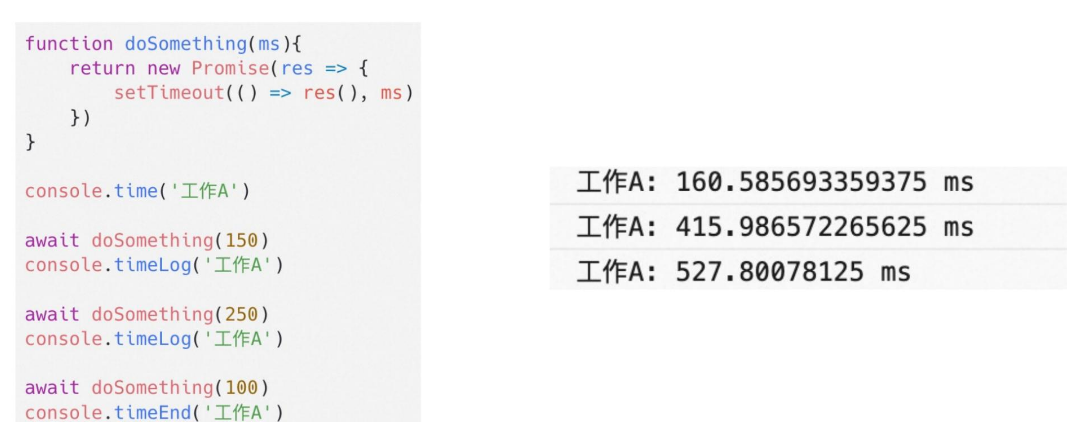 function doSomething(ms){
    return new Promise(res => {
        setTimeout(() => res(), ms)
    })
}
console.time('工作A')
await doSomething(150)
console.timeLog('工作A')
await doSomething(250)
console.timeLog('工作A')
await doSomething(100)
console.timeEnd('工作A')
工作A: 160.585693359375 ms
工作A: 415.986572265625 ms
工作A: 527.80078125 ms